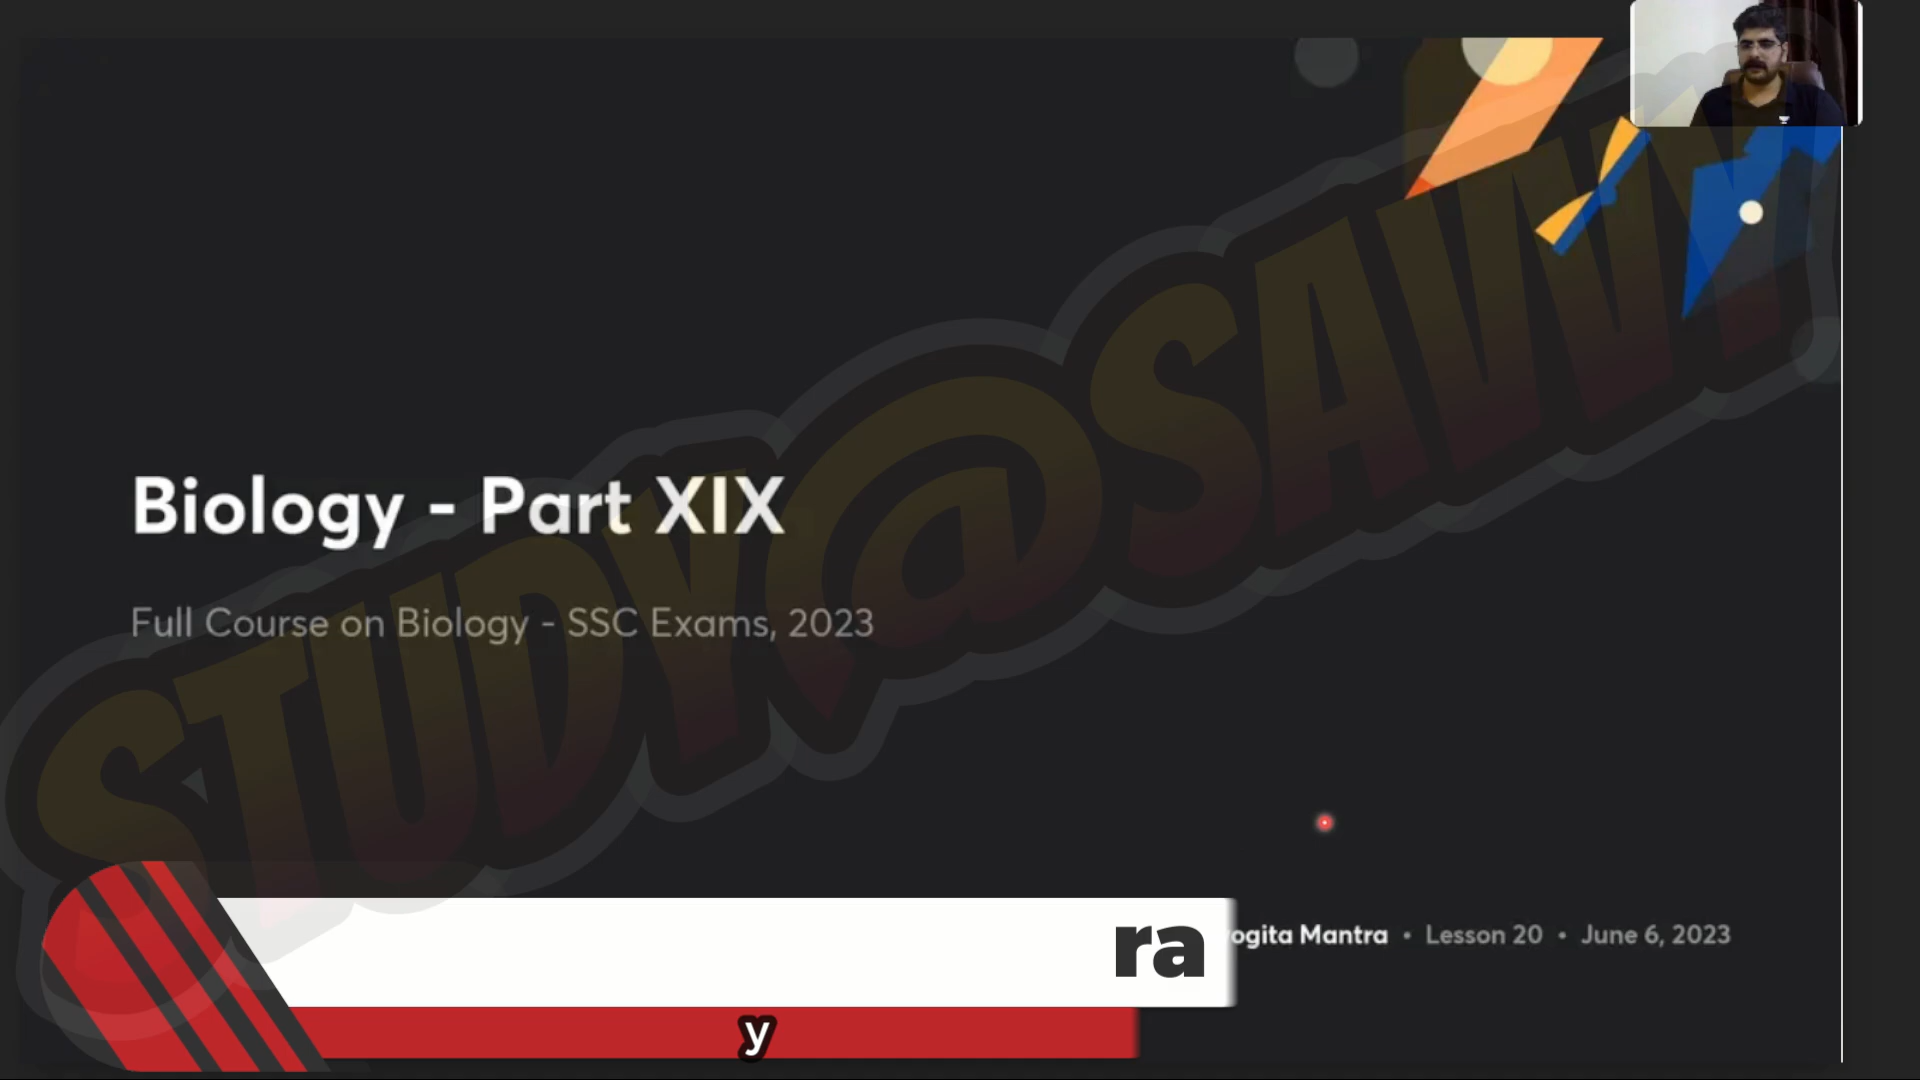 STUDY@SAVVY
Biology - Part XIX
Full Course on Biology - SSC Exams, 2023
ra
ogita Mantra • Lesson 20 • June 6, 2023
y